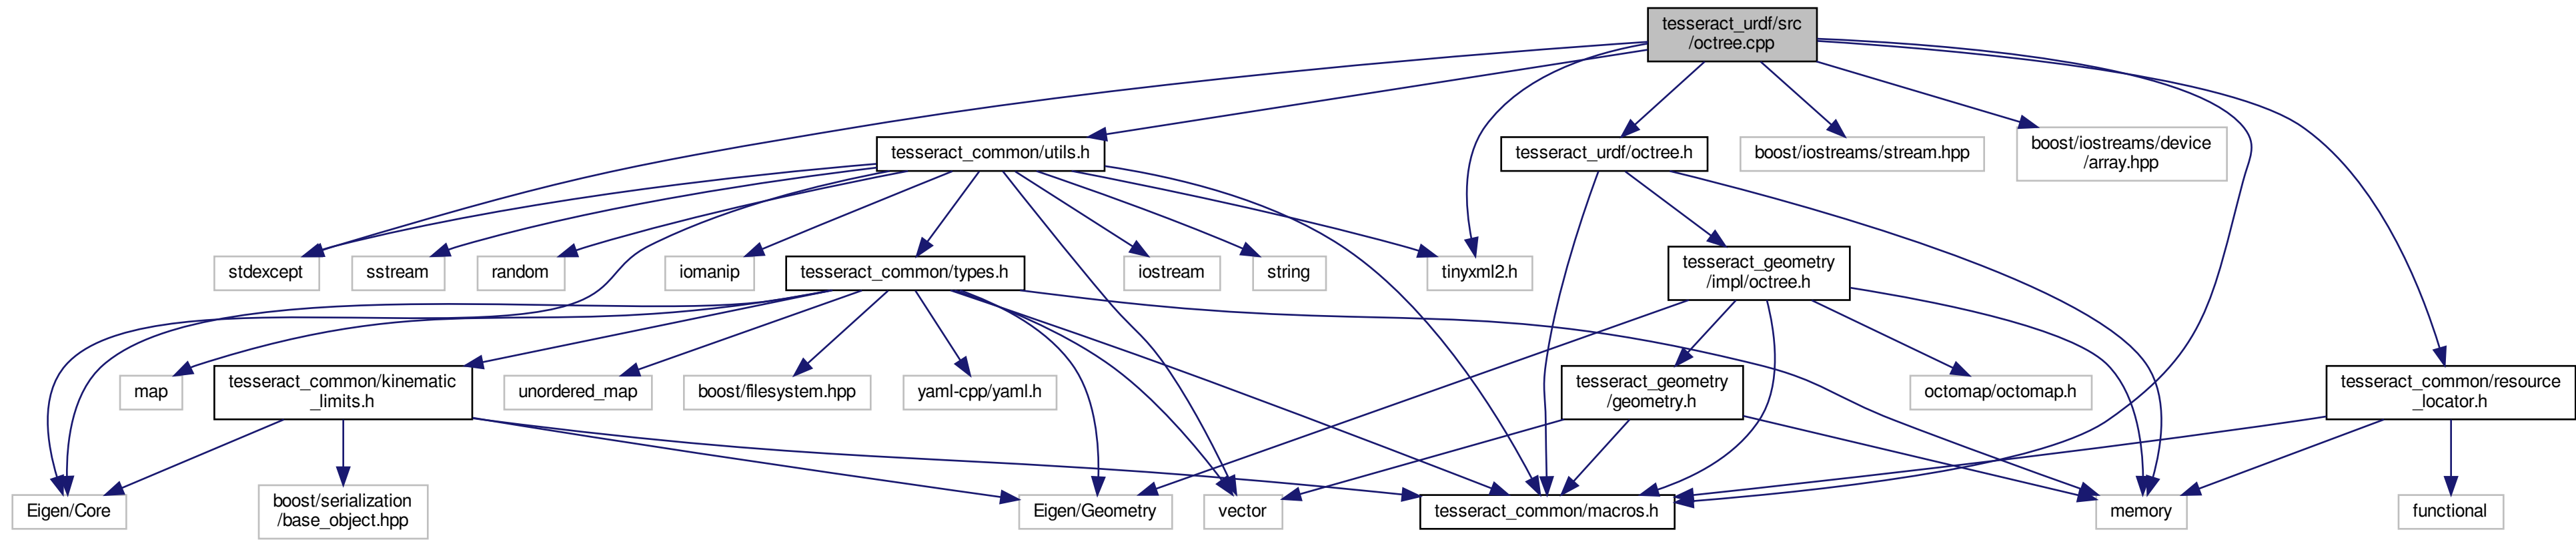 tesseract_urdf/src
/octree.cpp
tesseract_common/utils.h
tesseract_urdf/octree.h
boost/iostreams/stream.hpp
boost/iostreams/device
/array.hpp
stdexcept
sstream
random
iomanip
tesseract_common/types.h
iostream
string
tinyxml2.h
tesseract_geometry
/impl/octree.h
map
tesseract_common/kinematic
_limits.h
unordered_map
boost/filesystem.hpp
yaml-cpp/yaml.h
tesseract_geometry
/geometry.h
octomap/octomap.h
tesseract_common/resource
_locator.h
Eigen/Core
boost/serialization
/base_object.hpp
Eigen/Geometry
vector
tesseract_common/macros.h
memory
functional